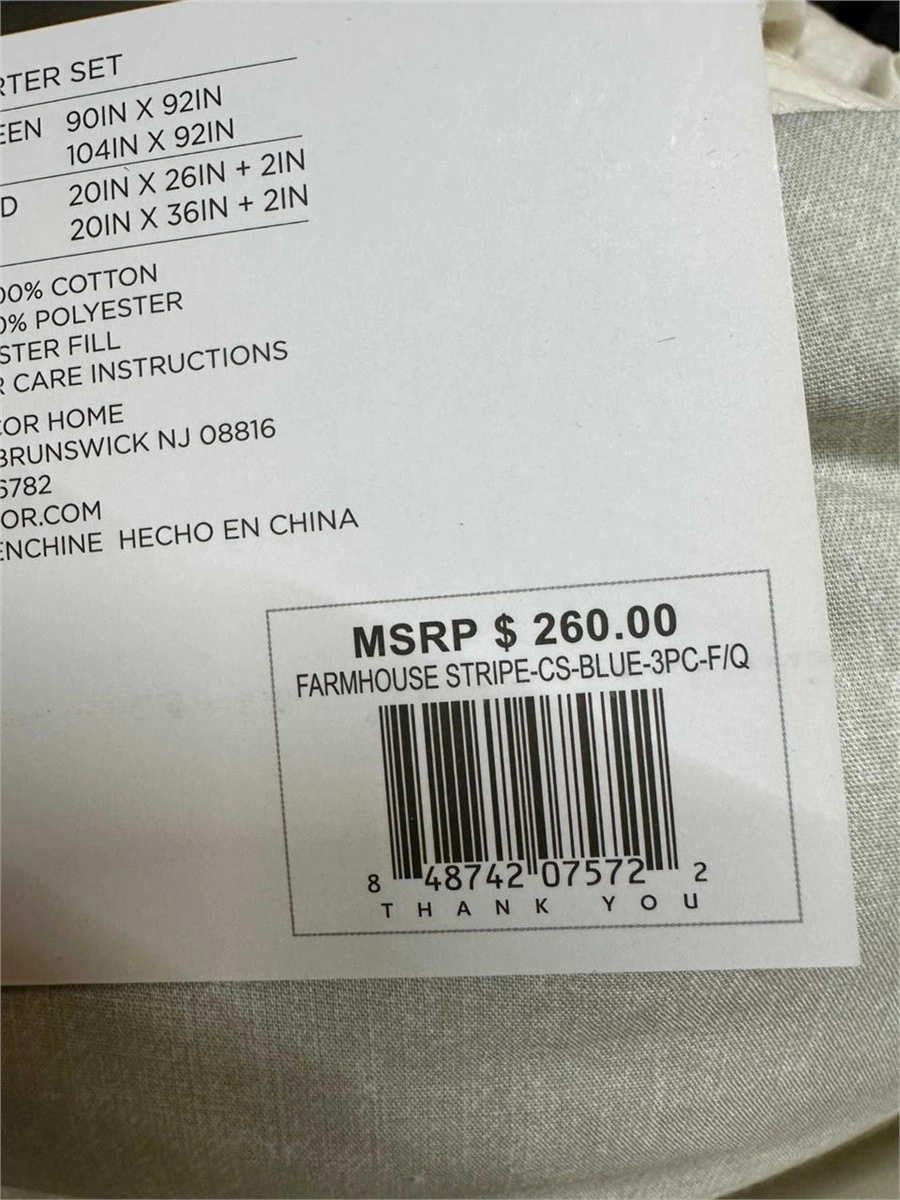 RTER SET
EEN 90IN X 92IN
104IN X 92IN
D 20IN X 26IN + 2IN
20IN X 36IN + 2IN
00% COTTON
0% POLYESTER
STER FILL
R CARE INSTRUCTIONS
COR HOME
BRUNSWICK NJ 08816
6782
OR.COM
ENCHINE HECHO EN CHINA
MSRP $ 260.00
FARMHOUSE STRIPE-CS-BLUE-3PC-F/Q
8 48742 07572 2
THANK YOU